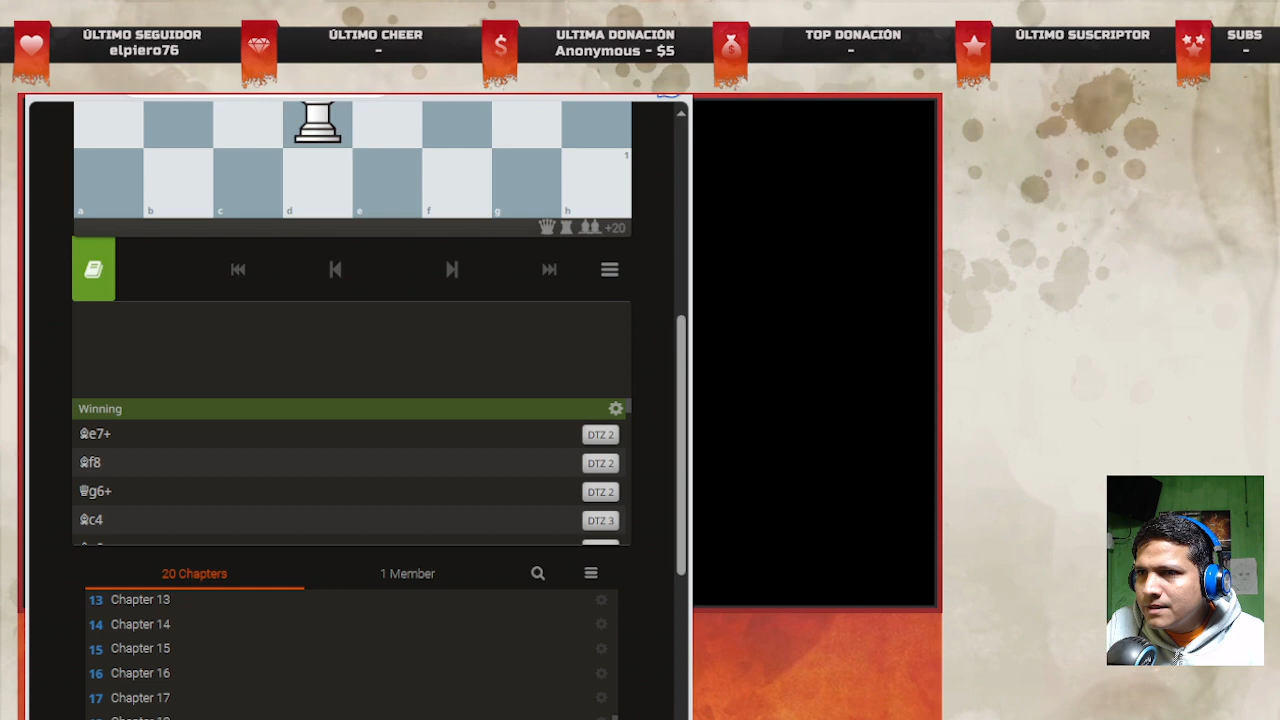 ÚLTIMO SEGUIDOR
elpiero76
ÚLTIMO CHEER
-
ULTIMA DONACIÓN
Anonymous - $5
TOP DONACIÓN
-
ÚLTIMO SUSCRIPTOR
SUBS
-
1
a b c d e f g h
+20
Winning
e7+ DTZ 2
f8 DTZ 2
g6+ DTZ 2
c4 DTZ 3
20 Chapters
1 Member
13 Chapter 13
14 Chapter 14
15 Chapter 15
16 Chapter 16
17 Chapter 17